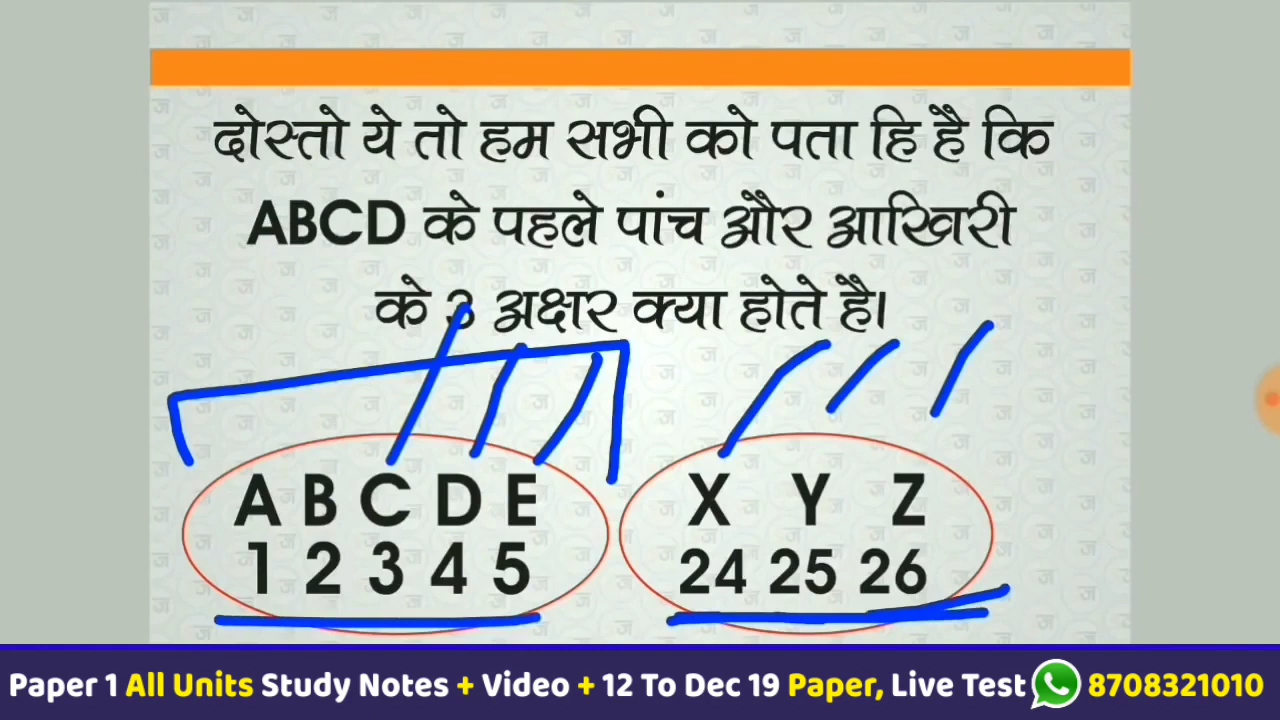 दोस्तो ये तो हम सभी को पता हि है कि
ABCD के पहले पांच और आखिरी
के 3 अक्षर क्या होते है।
A B C D E X Y Z
1 2 3 4 5 24 25 26
Paper 1 All Units Study Notes + Video + 12 To Dec 19 Paper, Live Test 8708321010